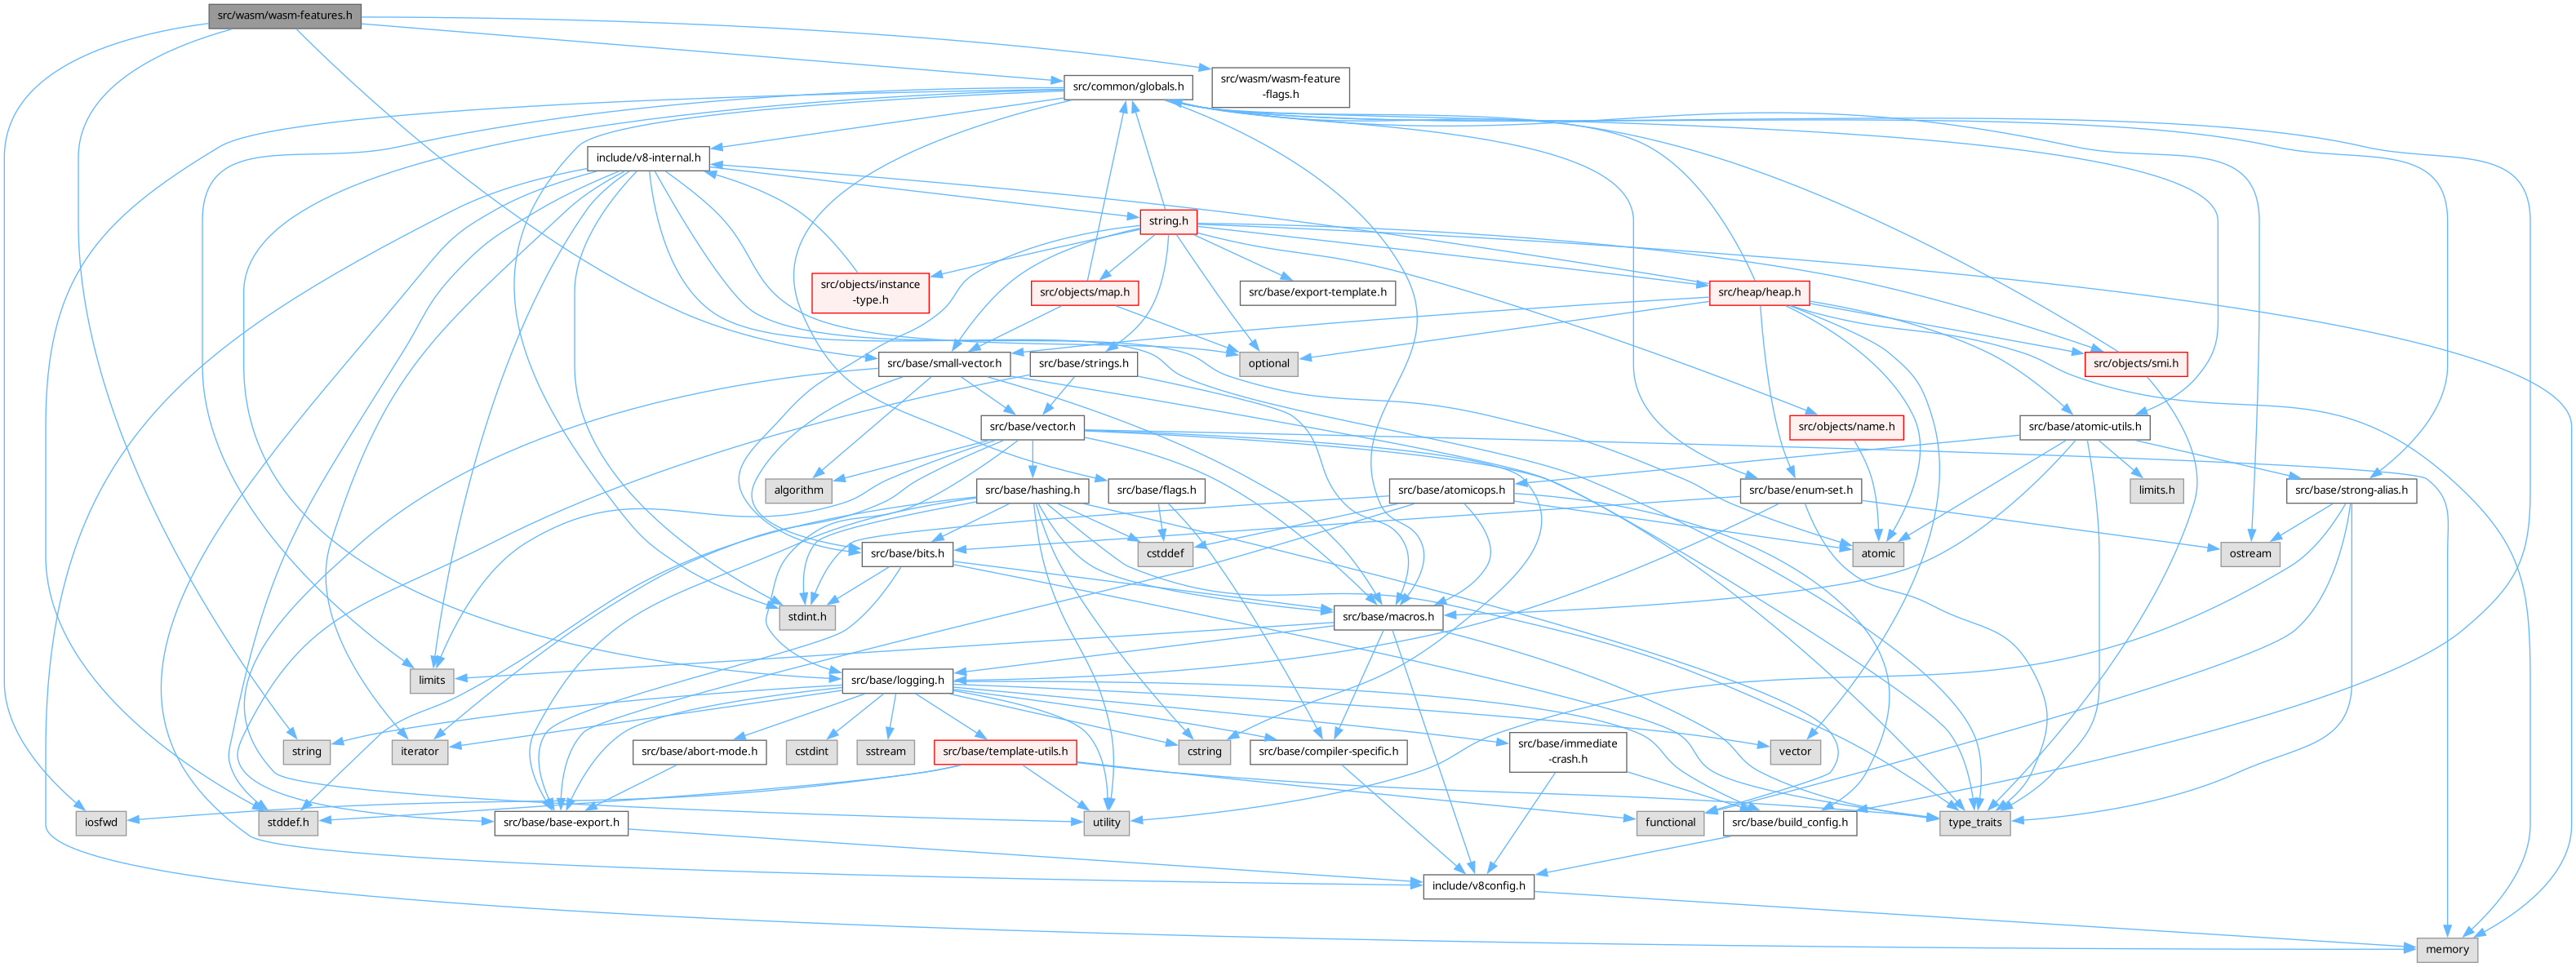 src/wasm/wasm-features.h
src/wasm/wasm-feature
-flags.h
src/common/globals.h
include/v8-internal.h
string.h
src/objects/instance
-type.h
src/objects/map.h
src/base/export-template.h
src/heap/heap.h
src/base/small-vector.h
src/base/strings.h
optional
src/objects/smi.h
src/base/vector.h
src/objects/name.h
src/base/atomic-utils.h
algorithm
src/base/hashing.h
src/base/flags.h
src/base/atomicops.h
src/base/enum-set.h
limits.h
src/base/strong-alias.h
src/base/bits.h
cstddef
atomic
ostream
stdint.h
src/base/macros.h
limits
src/base/logging.h
string
iterator
src/base/abort-mode.h
cstdint
sstream
src/base/template-utils.h
cstring
src/base/compiler-specific.h
src/base/immediate
-crash.h
vector
iosfwd
stddef.h
src/base/base-export.h
utility
functional
src/base/build_config.h
type_traits
include/v8config.h
memory